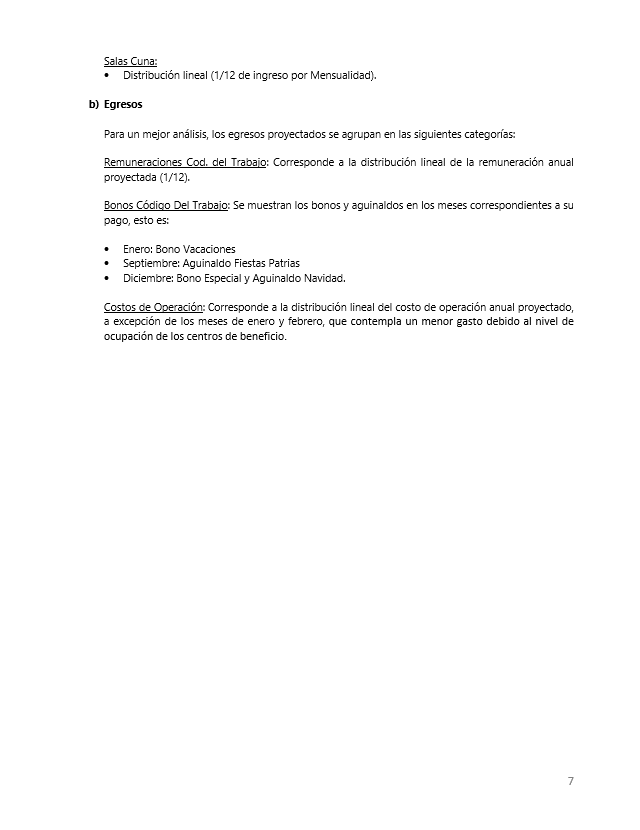 Salas Cuna:
• Distribución lineal (1/12 de ingreso por Mensualidad).
b) Egresos
Para un mejor análisis, los egresos proyectados se agrupan en las siguientes categorías:
Remuneraciones Cod. del Trabajo: Corresponde a la distribución lineal de la remuneración anual
proyectada (1/12).
Bonos Código Del Trabajo: Se muestran los bonos y aguinaldos en los meses correspondientes a su
pago, esto es:
• Enero: Bono Vacaciones
• Septiembre: Aguinaldo Fiestas Patrias
• Diciembre: Bono Especial y Aguinaldo Navidad.
Costos de Operación: Corresponde a la distribución lineal del costo de operación anual proyectado,
a excepción de los meses de enero y febrero, que contempla un menor gasto debido al nivel de
ocupación de los centros de beneficio.
7